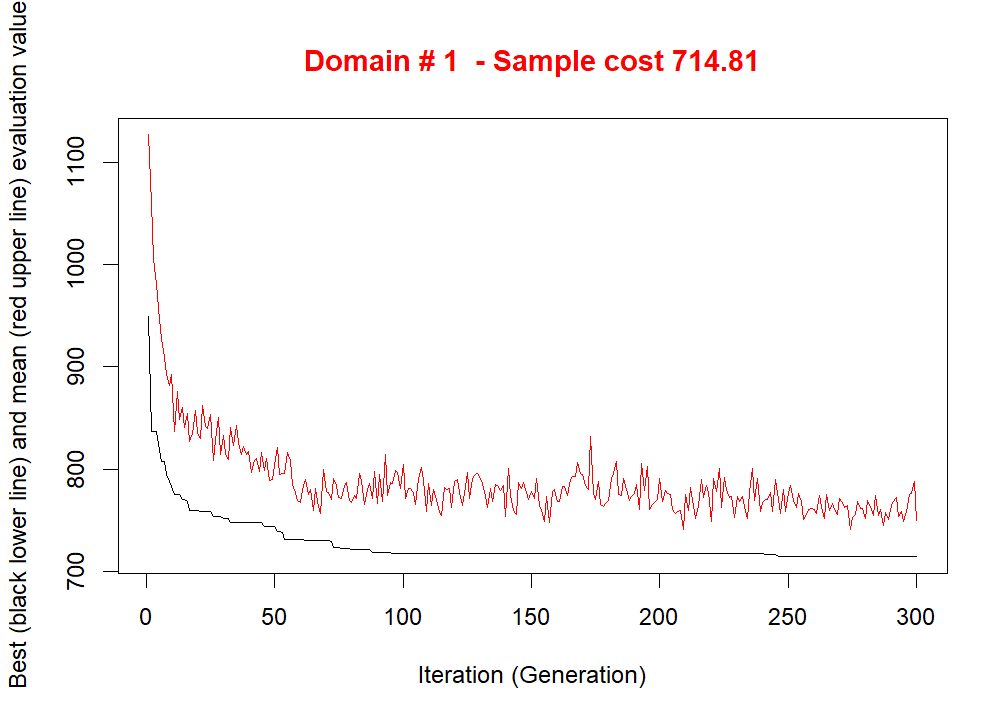 Domain # 1  - Sample cost 714.81
Best (black lower line) and mean (red upper line) evaluation value
1100
1000
900
800
700
0 50 100 150 200 250 300
Iteration (Generation)